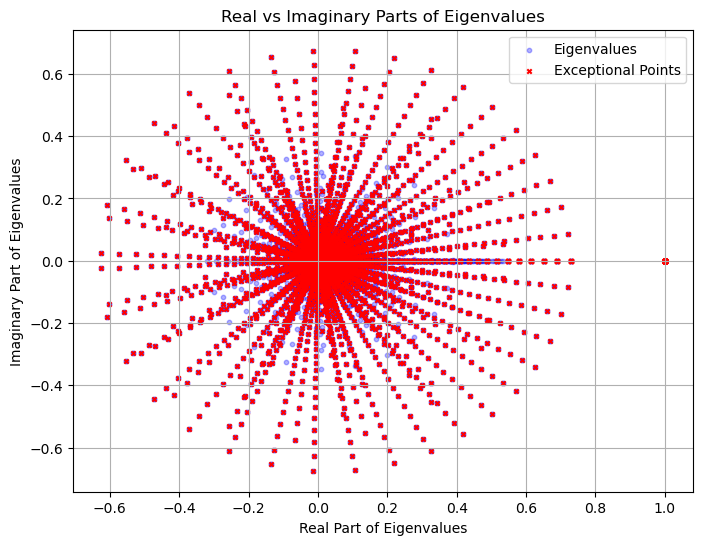 Real vs Imaginary Parts of Eigenvalues
Eigenvalues
Exceptional Points
Imaginary Part of Eigenvalues
0.6
0.4
0.2
0.0
−0.2
−0.4
−0.6
−0.6 −0.4 −0.2 0.0 0.2 0.4 0.6 0.8 1.0
Real Part of Eigenvalues